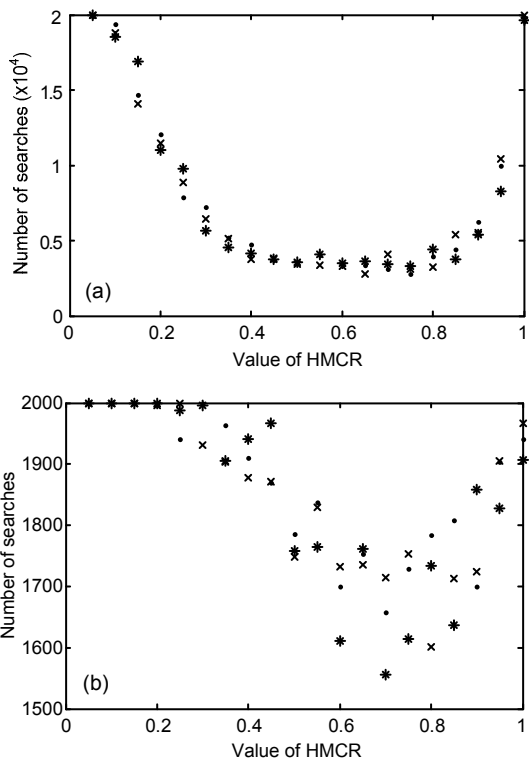 Number of searches (x10⁴)
2
1.5
1
0.5
0
(a)
0 0.2 0.4 0.6 0.8 1
Value of HMCR
Number of searches
2000
1900
1800
1700
1600
1500
(b)
0 0.2 0.4 0.6 0.8 1
Value of HMCR